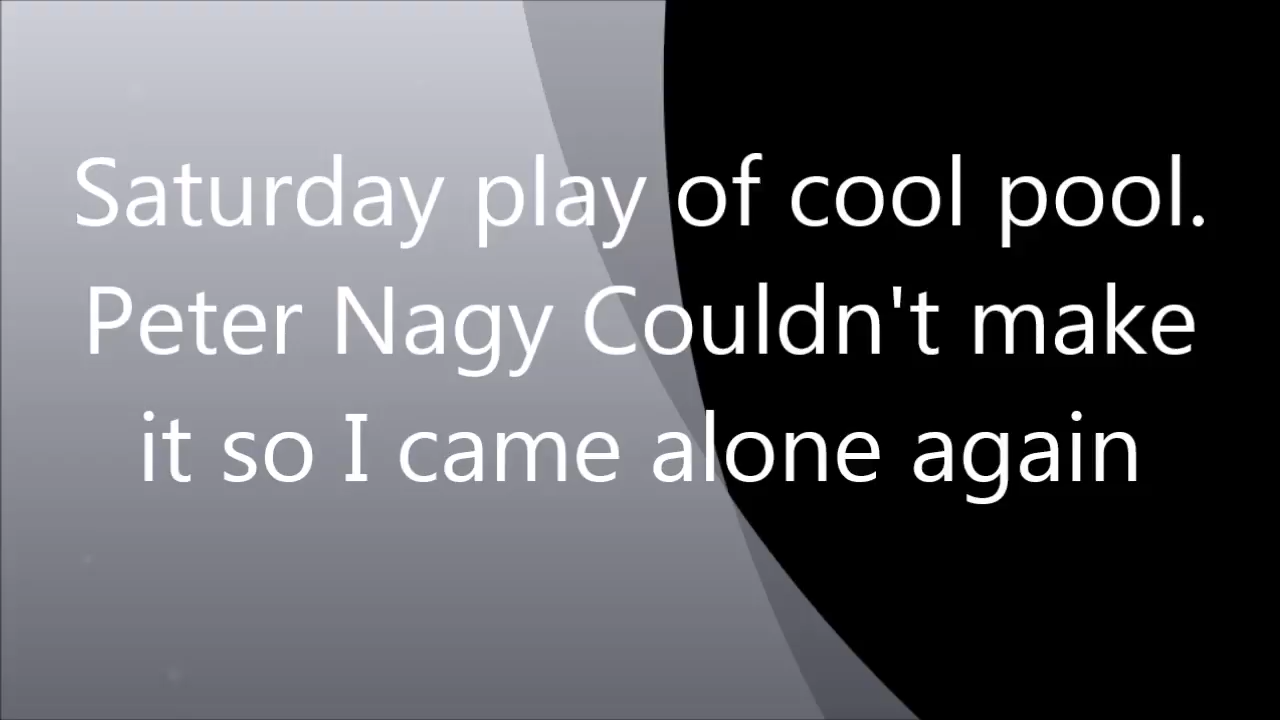 Saturday play of cool pool.
Peter Nagy Couldn't make
it so I came alone again